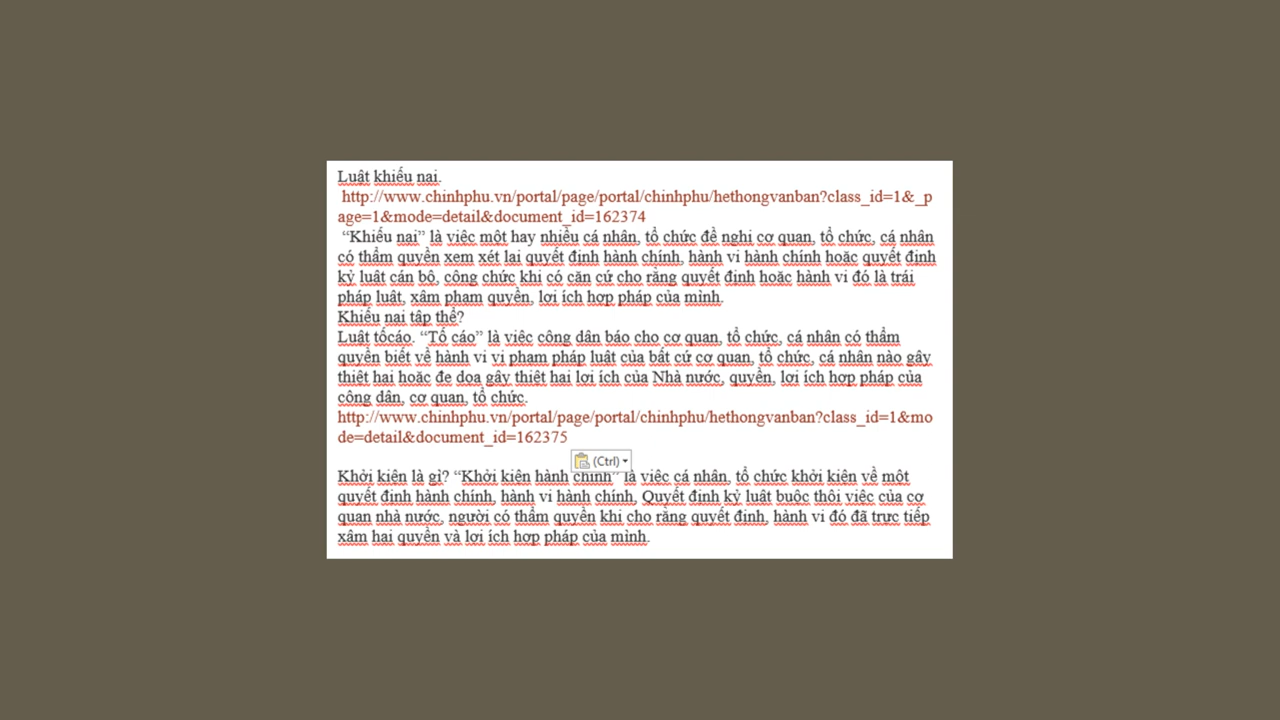 Luật khiếu nại.
http://www.chinhphu.vn/portal/page/portal/chinhphu/hethongvanban?class_id=1&_p
age=1&mode=detail&document_id=162374
“Khiếu nại” là việc một hay nhiều cá nhân, tổ chức đề nghị cơ quan, tổ chức, cá nhân
có thẩm quyền xem xét lại quyết định hành chính, hành vi hành chính hoặc quyết định
kỷ luật cán bộ, công chức khi có căn cứ cho rằng quyết định hoặc hành vi đó là trái
pháp luật, xâm phạm quyền, lợi ích hợp pháp của mình.
Khiếu nại tập thể?
Luật tốcáo. “Tố cáo” là việc công dân báo cho cơ quan, tổ chức, cá nhân có thẩm
quyền biết về hành vi vi phạm pháp luật của bất cứ cơ quan, tổ chức, cá nhân nào gây
thiệt hại hoặc đe dọa gây thiệt hại lợi ích của Nhà nước, quyền, lợi ích hợp pháp của
công dân, cơ quan, tổ chức.
http://www.chinhphu.vn/portal/page/portal/chinhphu/hethongvanban?class_id=1&mo
de=detail&document_id=162375
(Ctrl)
Khởi kiện là gì? “Khởi kiện hành chính” là việc cá nhân, tổ chức khởi kiện về một
quyết định hành chính, hành vi hành chính, Quyết định kỷ luật buộc thôi việc của cơ
quan nhà nước, người có thẩm quyền khi cho rằng quyết định, hành vi đó đã trực tiếp
xâm hại quyền và lợi ích hợp pháp của mình.